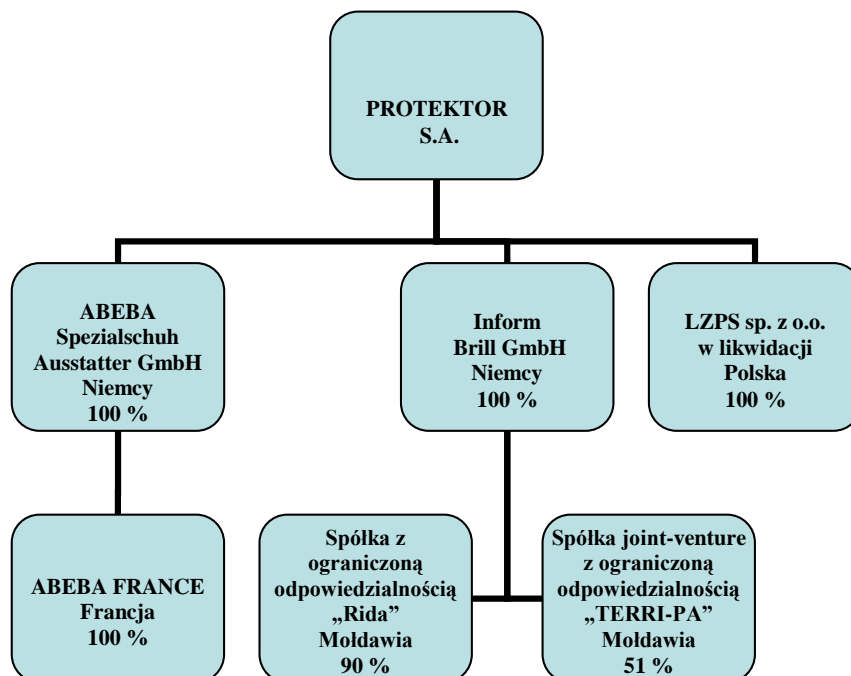 PROTEKTOR
S.A.
ABEBA
Spezialschuh
Ausstatter GmbH
Niemcy
100 %
Inform
Brill GmbH
Niemcy
100 %
LZPS sp. z o.o.
w likwidacji
Polska
100 %
ABEBA FRANCE
Francja
100 %
Spółka z
ograniczoną
odpowiedzialnością
„Rida”
Mołdawia
90 %
Spółka joint-venture
z ograniczoną
odpowiedzialnością
„TERRI-PA”
Mołdawia
51 %